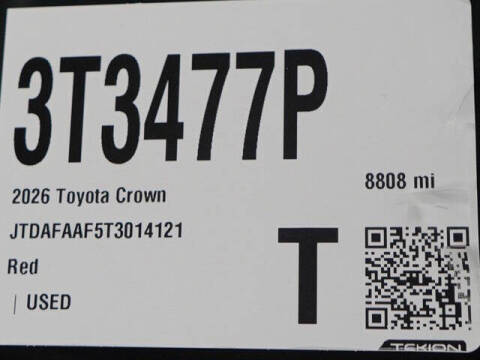 3T3477P
2026 Toyota Crown
8808 mi
JTDAFAAF5T3014121
Red
| USED
T
TEKION